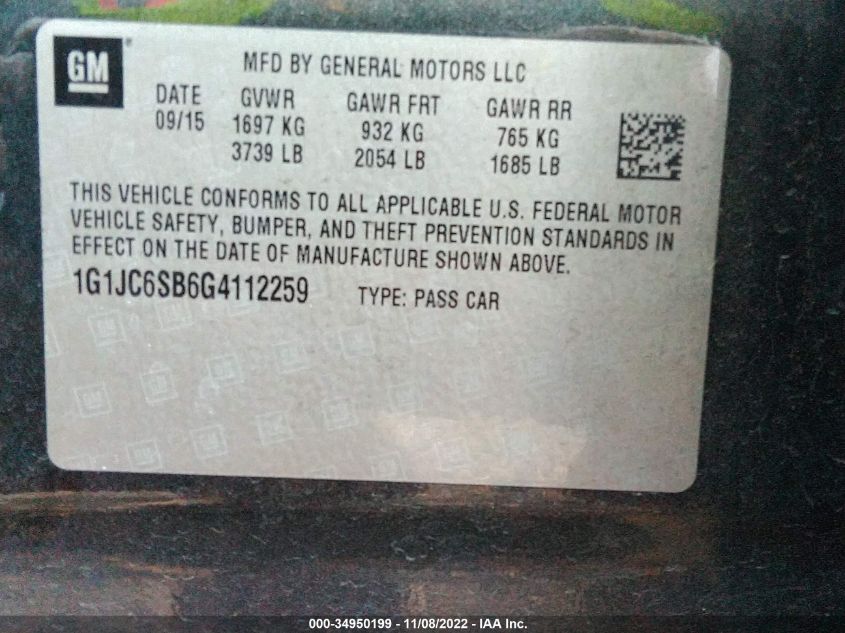 GM
MFD BY GENERAL MOTORS LLC
DATE GVWR GAWR FRT GAWR RR
09/15 1697 KG 932 KG 765 KG
3739 LB 2054 LB 1685 LB
THIS VEHICLE CONFORMS TO ALL APPLICABLE U.S. FEDERAL MOTOR
VEHICLE SAFETY, BUMPER, AND THEFT PREVENTION STANDARDS IN
EFFECT ON THE DATE OF MANUFACTURE SHOWN ABOVE.
1G1JC6SB6G4112259 TYPE: PASS CAR
000-34950199 - 11/08/2022 - IAA Inc.